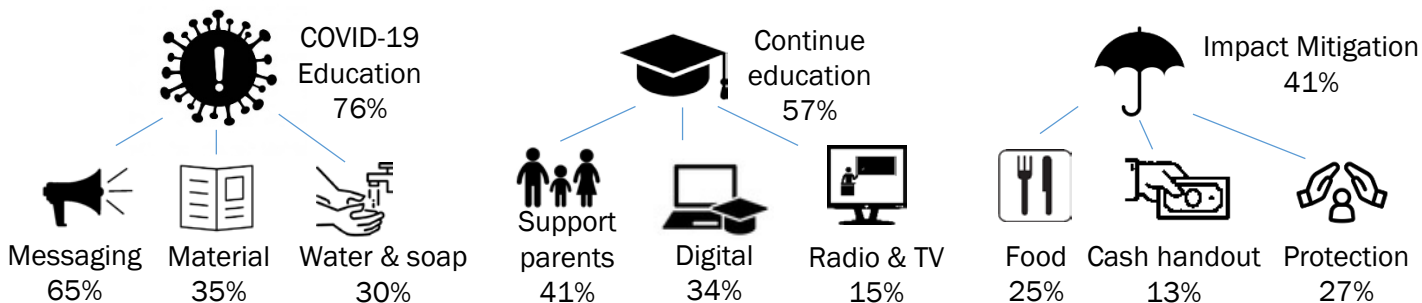 COVID-19
Education
76%
Continue
education
57%
Impact Mitigation
41%
Messaging
65%
Material
35%
Water & soap
30%
Support
parents
41%
Digital
34%
Radio & TV
15%
Food
25%
Cash handout
13%
Protection
27%